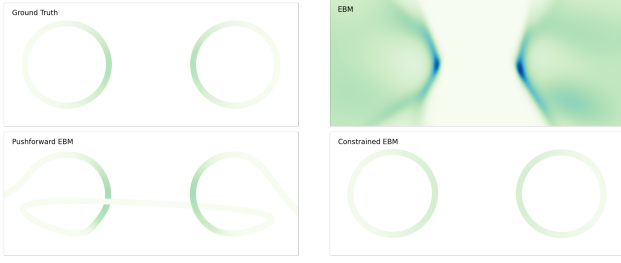 Ground Truth
EBM
Pushforward EBM
Constrained EBM